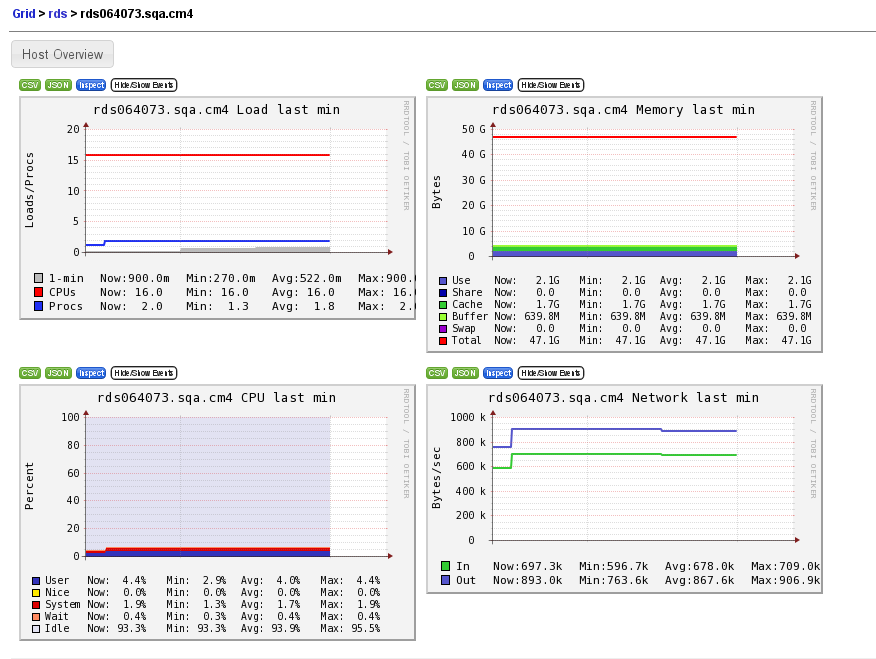 Grid > rds > rds064073.sqa.cm4
Host Overview
CSV JSON Inspect Hide/Show Events
rds064073.sqa.cm4 Load last min
RRDTOOL / TOBI OETIKER
Loads/Procs
20
15
10
5
0
1-min Now:900.0m Min:270.0m Avg:522.0m Max:900.
CPUs Now: 16.0 Min: 16.0 Avg: 16.0 Max: 16.
Procs Now: 2.0 Min: 1.3 Avg: 1.8 Max: 2.
CSV JSON Inspect Hide/Show Events
rds064073.sqa.cm4 Memory last min
RRDTOOL / TOBI OETIKER
Bytes
50 G
40 G
30 G
20 G
10 G
0
Use Now: 2.1G Min: 2.1G Avg: 2.1G Max: 2.1G
Share Now: 0.0 Min: 0.0 Avg: 0.0 Max: 0.0
Cache Now: 1.7G Min: 1.7G Avg: 1.7G Max: 1.7G
Buffer Now: 639.8M Min: 639.8M Avg: 639.8M Max: 639.8M
Swap Now: 0.0 Min: 0.0 Avg: 0.0 Max: 0.0
Total Now: 47.1G Min: 47.1G Avg: 47.1G Max: 47.1G
CSV JSON Inspect Hide/Show Events
rds064073.sqa.cm4 CPU last min
RRDTOOL / TOBI OETIKER
Percent
100
80
60
40
20
0
User Now: 4.4% Min: 2.9% Avg: 4.0% Max: 4.4%
Nice Now: 0.0% Min: 0.0% Avg: 0.0% Max: 0.0%
System Now: 1.9% Min: 1.3% Avg: 1.7% Max: 1.9%
Wait Now: 0.4% Min: 0.3% Avg: 0.4% Max: 0.4%
Idle Now: 93.3% Min: 93.3% Avg: 93.9% Max: 95.5%
CSV JSON Inspect Hide/Show Events
rds064073.sqa.cm4 Network last min
RRDTOOL / TOBI OETIKER
Bytes/sec
1000 k
800 k
600 k
400 k
200 k
0
In Now:697.3k Min:596.7k Avg:678.0k Max:709.0k
Out Now:893.0k Min:763.6k Avg:867.6k Max:906.9k